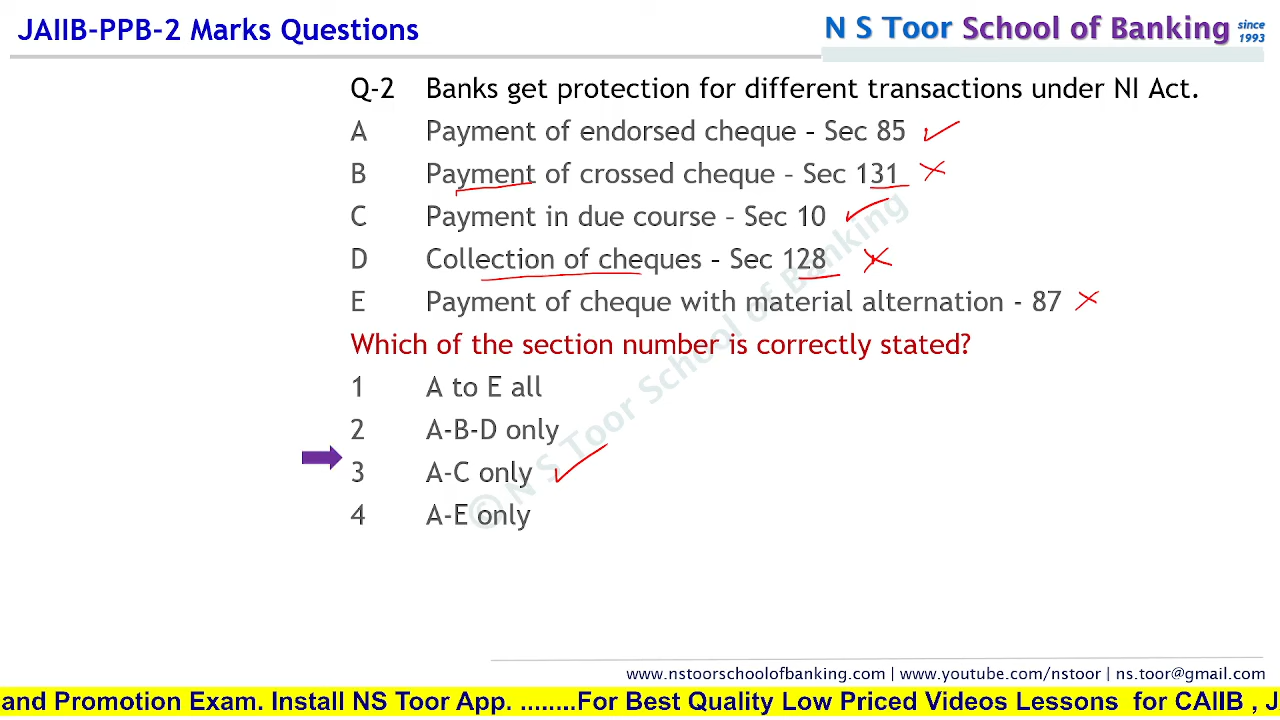 JAIIB-PPB-2 Marks Questions
N S Toor School of Banking since 1993
Q-2 Banks get protection for different transactions under NI Act.
A Payment of endorsed cheque – Sec 85
B Payment of crossed cheque – Sec 131
C Payment in due course – Sec 10
D Collection of cheques – Sec 128
E Payment of cheque with material alternation - 87
Which of the section number is correctly stated?
1 A to E all
2 A-B-D only
3 A-C only
4 A-E only
© N S Toor School of Banking
www.nstoorschoolofbanking.com | www.youtube.com/nstoor | ns.toor@gmail.com
and Promotion Exam. Install NS Toor App. ........For Best Quality Low Priced Videos Lessons for CAIIB , J